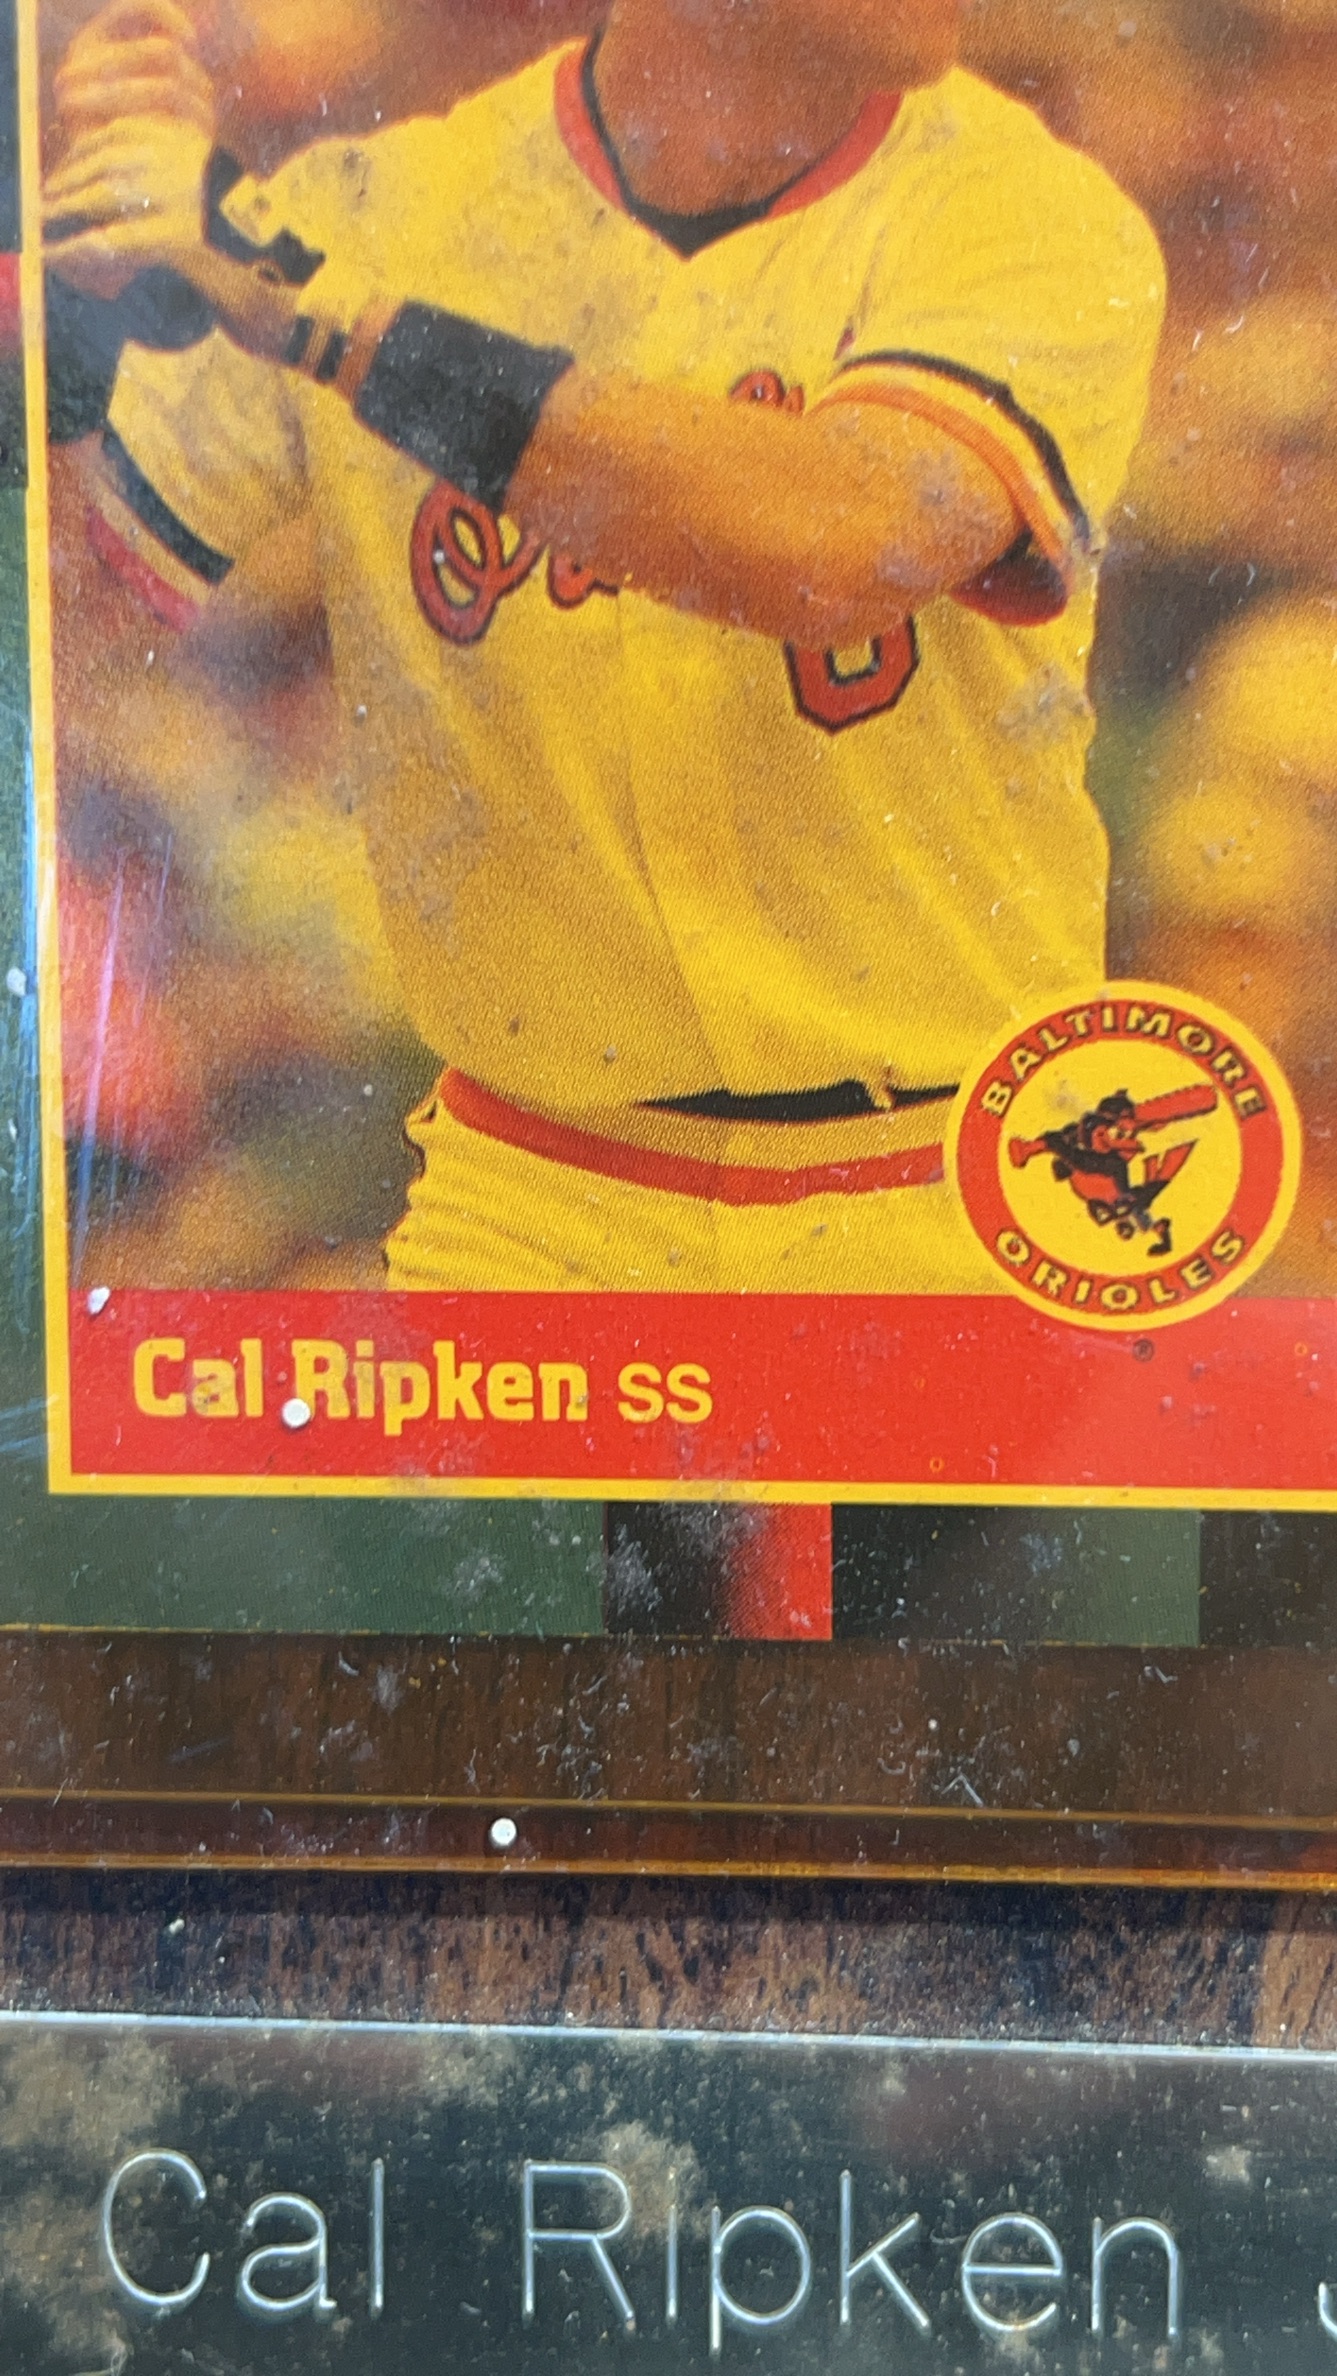 BALTIMORE
ORIOLES
®
Cal Ripken SS
Cal Ripken